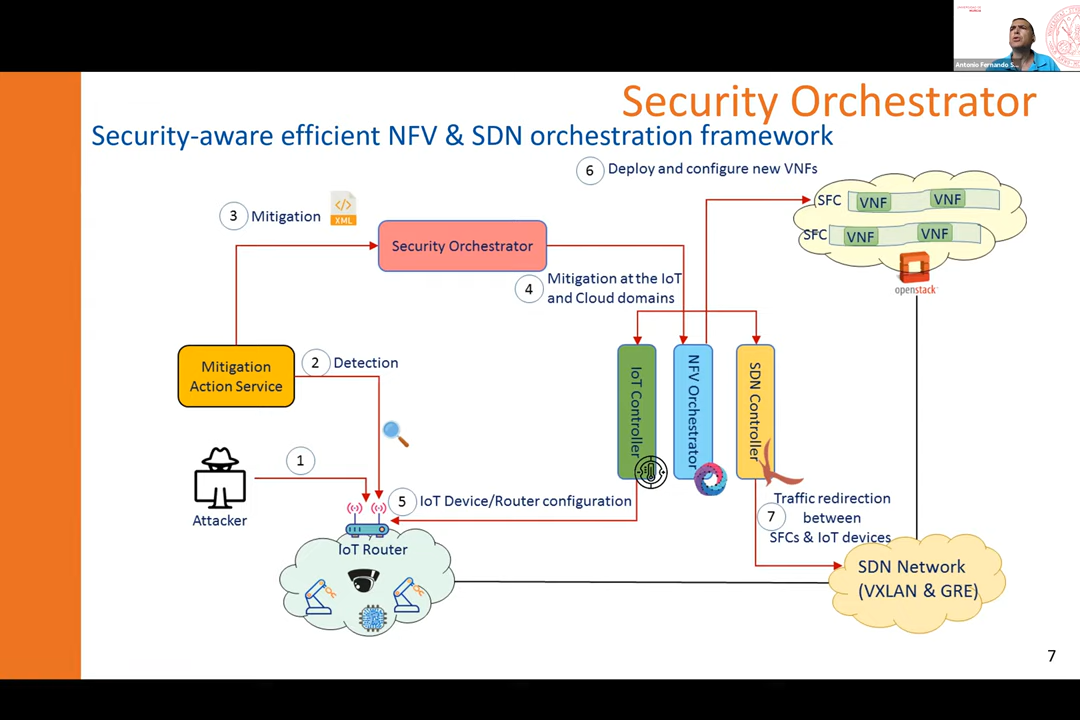 Antonio Fernando S...
Security Orchestrator
Security-aware efficient NFV & SDN orchestration framework
6
Deploy and configure new VNFs
SFC
VNF
VNF
SFC
VNF
VNF
openstack
3
Mitigation
XML
Security Orchestrator
4
Mitigation at the IoT
and Cloud domains
Mitigation
Action Service
2
Detection
IoT Controller
NFV Orchestrator
SDN Controller
1
Attacker
5
IoT Device/Router configuration
IoT Router
7
Traffic redirection
between
SFCs & IoT devices
SDN Network
(VXLAN & GRE)
7